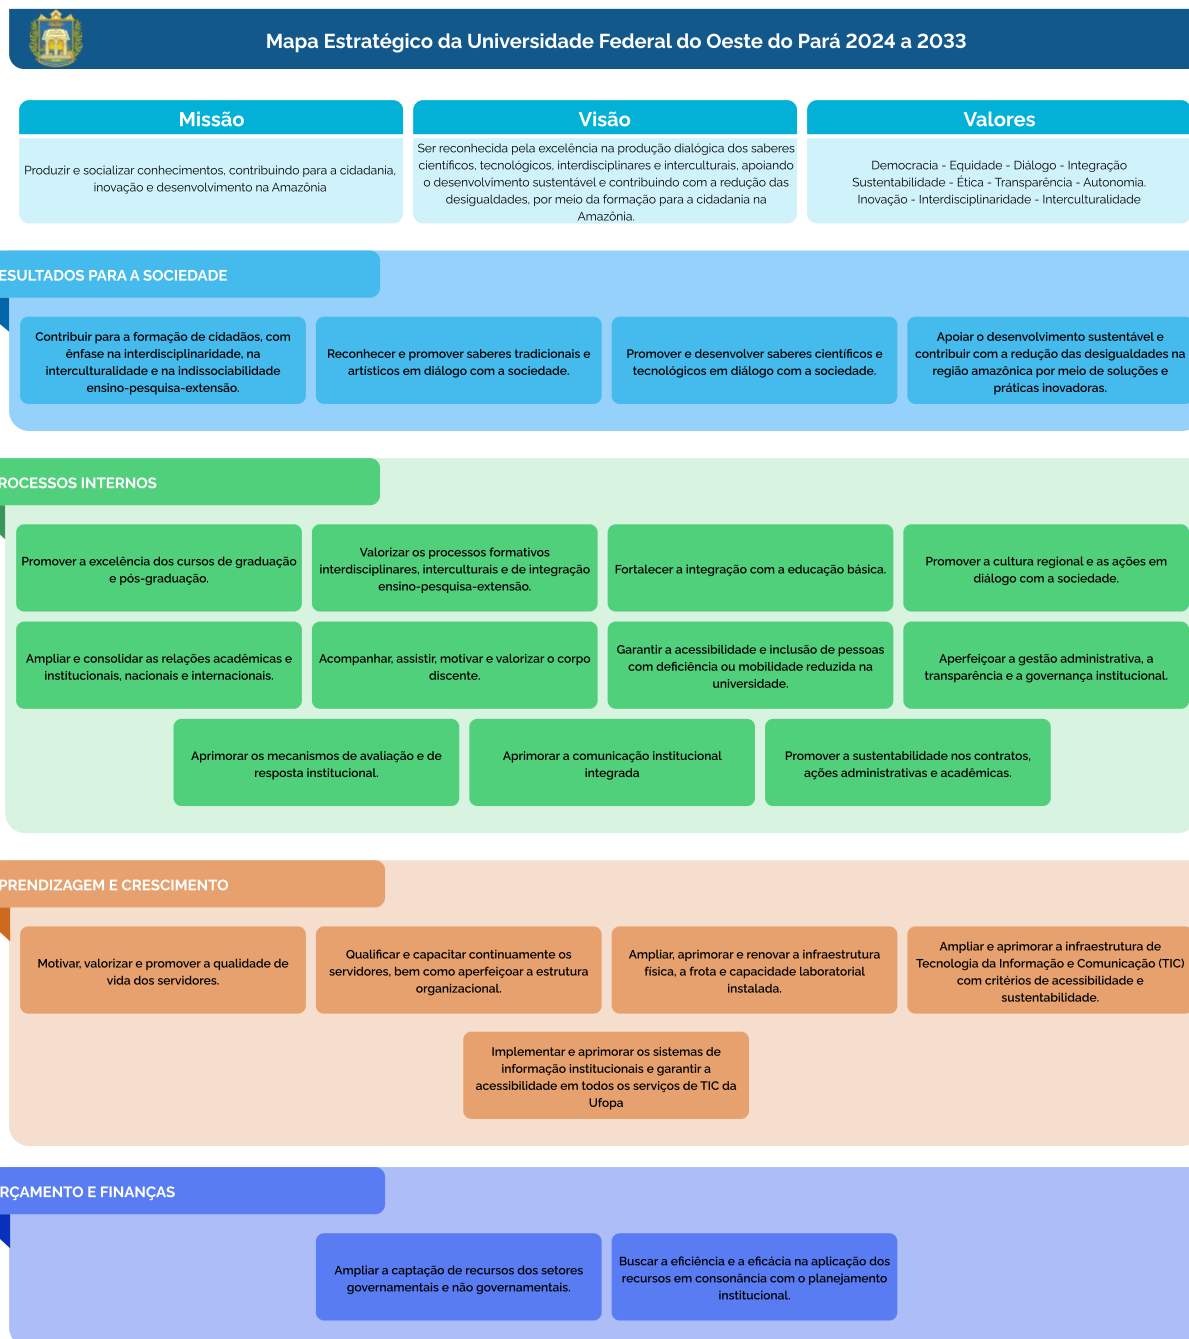 Mapa Estratégico da Universidade Federal do Oeste do Pará 2024 a 2033
Missão
Produzir e socializar conhecimentos, contribuindo para a cidadania,
inovação e desenvolvimento na Amazônia
Visão
Ser reconhecida pela excelência na produção dialógica dos saberes
científicos, tecnológicos, interdisciplinares e interculturais, apoiando
o desenvolvimento sustentável e contribuindo com a redução das
desigualdades, por meio da formação para a cidadania na
Amazônia.
Valores
Democracia - Equidade - Diálogo - Integração
Sustentabilidade - Ética - Transparência - Autonomia.
Inovação - Interdisciplinaridade - Interculturalidade
ESULTADOS PARA A SOCIEDADE
Contribuir para a formação de cidadãos, com
ênfase na interdisciplinaridade, na
interculturalidade e na indissociabilidade
ensino-pesquisa-extensão.
Reconhecer e promover saberes tradicionais e
artísticos em diálogo com a sociedade.
Promover e desenvolver saberes científicos e
tecnológicos em diálogo com a sociedade.
Apoiar o desenvolvimento sustentável e
contribuir com a redução das desigualdades na
região amazônica por meio de soluções e
práticas inovadoras.
ROCESSOS INTERNOS
Promover a excelência dos cursos de graduação
e pós-graduação.
Valorizar os processos formativos
interdisciplinares, interculturais e de integração
ensino-pesquisa-extensão.
Fortalecer a integração com a educação básica.
Promover a cultura regional e as ações em
diálogo com a sociedade.
Ampliar e consolidar as relações acadêmicas e
institucionais, nacionais e internacionais.
Acompanhar, assistir, motivar e valorizar o corpo
discente.
Garantir a acessibilidade e inclusão de pessoas
com deficiência ou mobilidade reduzida na
universidade.
Aperfeiçoar a gestão administrativa, a
transparência e a governança institucional.
Aprimorar os mecanismos de avaliação e de
resposta institucional.
Aprimorar a comunicação institucional
integrada
Promover a sustentabilidade nos contratos,
ações administrativas e acadêmicas.
PRENDIZAGEM E CRESCIMENTO
Motivar, valorizar e promover a qualidade de
vida dos servidores.
Qualificar e capacitar continuamente os
servidores, bem como aperfeiçoar a estrutura
organizacional.
Ampliar, aprimorar e renovar a infraestrutura
física, a frota e capacidade laboratorial
instalada.
Ampliar e aprimorar a infraestrutura de
Tecnologia da Informação e Comunicação (TIC)
com critérios de acessibilidade e
sustentabilidade.
Implementar e aprimorar os sistemas de
informação institucionais e garantir a
acessibilidade em todos os serviços de TIC da
Ufopa
RÇAMENTO E FINANÇAS
Ampliar a captação de recursos dos setores
governamentais e não governamentais.
Buscar a eficiência e a eficácia na aplicação dos
recursos em consonância com o planejamento
institucional.